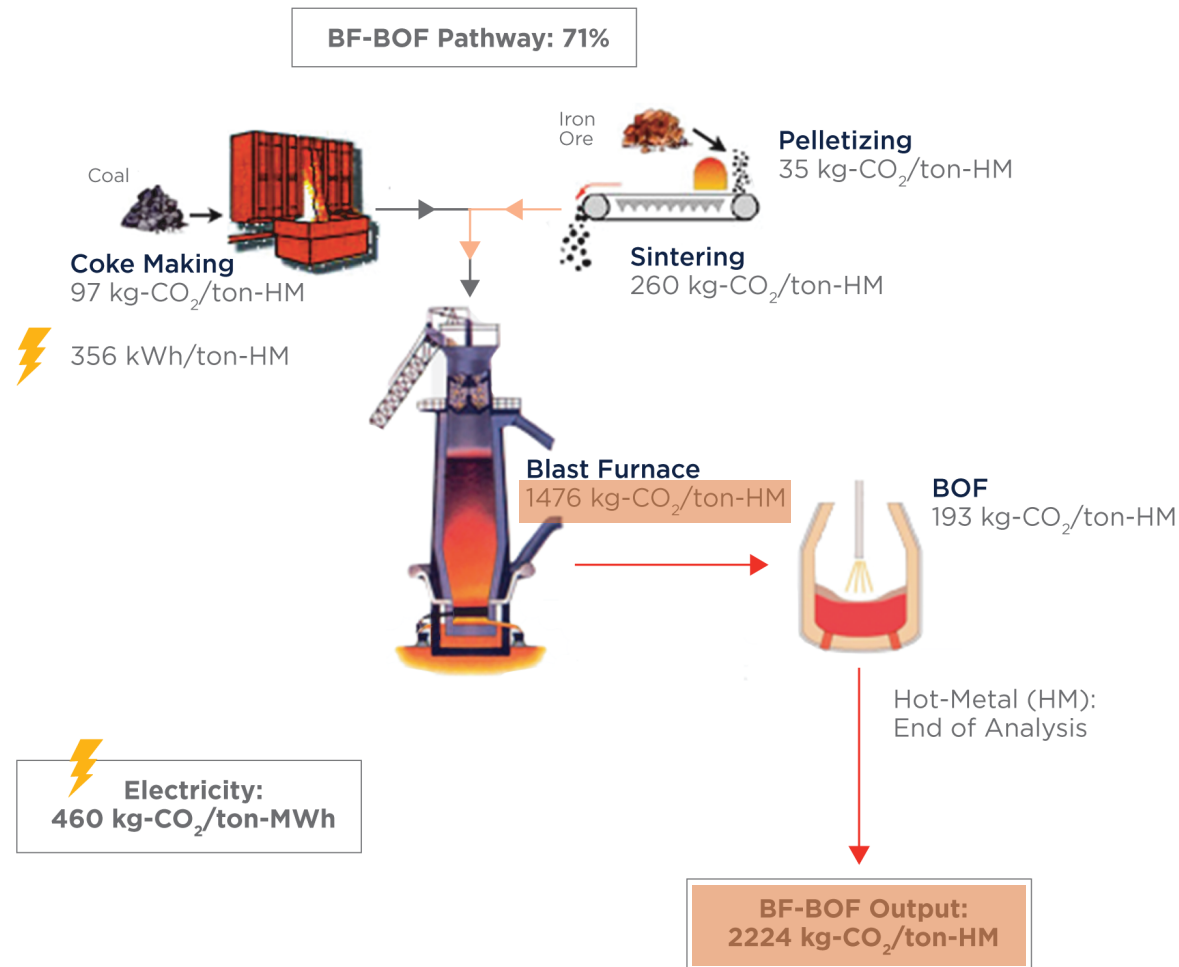 BF-BOF Pathway: 71%
Iron
Ore
Pelletizing
35 kg-CO₂/ton-HM
Coal
Coke Making
97 kg-CO₂/ton-HM
Sintering
260 kg-CO₂/ton-HM
356 kWh/ton-HM
Blast Furnace
1476 kg-CO₂/ton-HM
BOF
193 kg-CO₂/ton-HM
Hot-Metal (HM):
End of Analysis
Electricity:
460 kg-CO₂/ton-MWh
BF-BOF Output:
2224 kg-CO₂/ton-HM